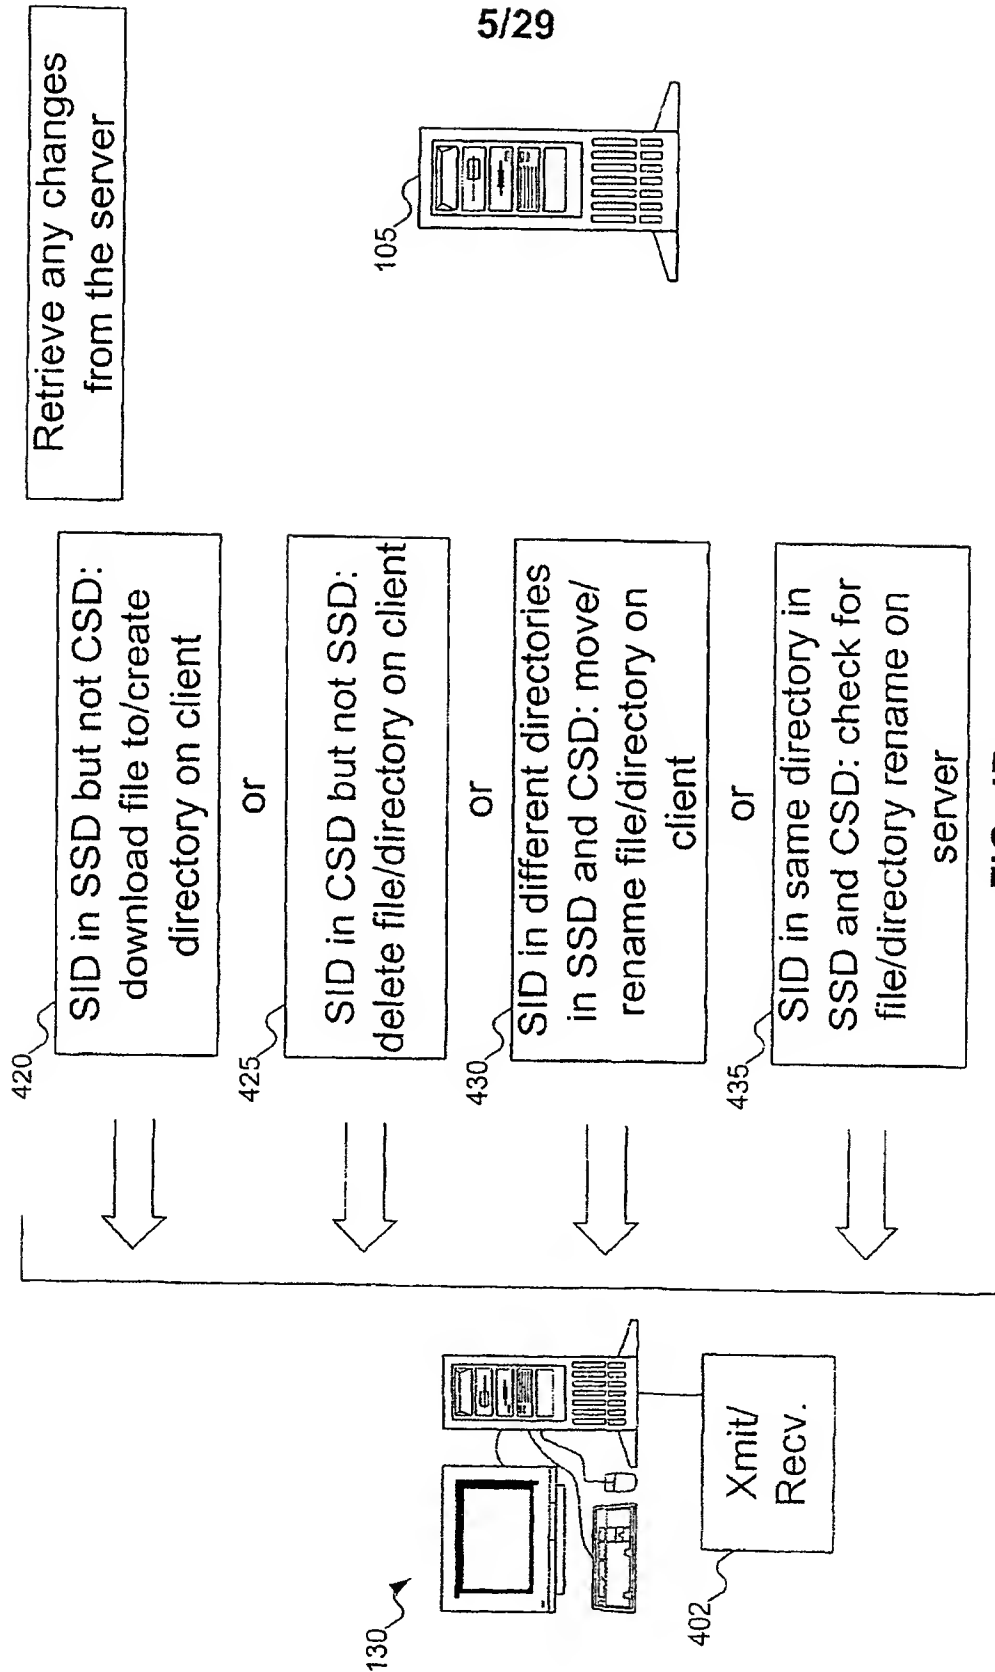 5/29
Retrieve any changes
from the server
105
420
SID in SSD but not CSD:
download file to/create
directory on client
or
425
SID in CSD but not SSD:
delete file/directory on client
or
430
SID in different directories
in SSD and CSD: move/
rename file/directory on
client
or
435
SID in same directory in
SSD and CSD: check for
file/directory rename on
server
130
402
Xmit/
Recv.